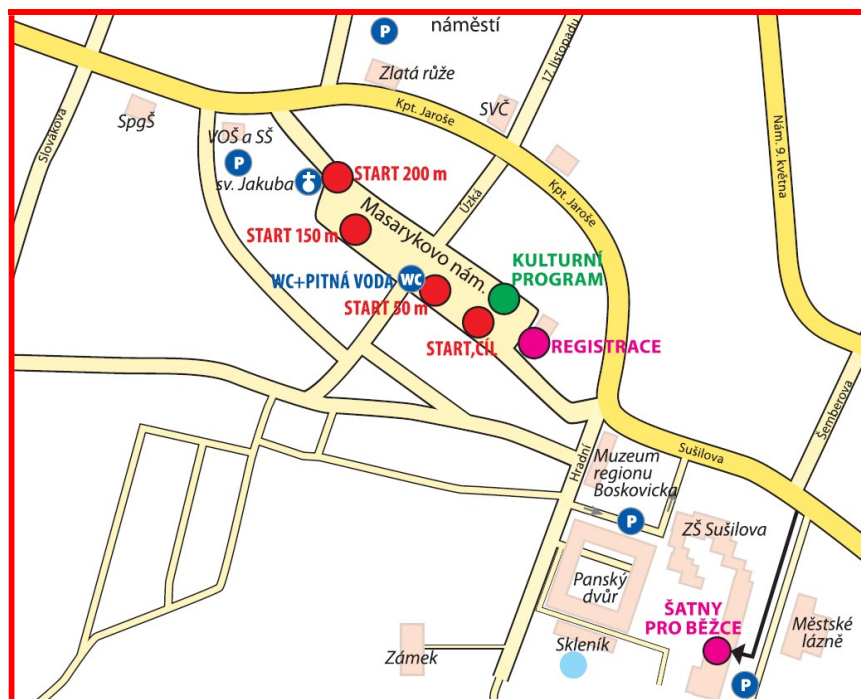 náměstí
P
Zlatá růže
17. listopadu
Slovákova
SpgŠ
Kpt. Jaroše
SVČ
Nám. 9. května
VOŠ a SŠ
P
sv. Jakuba
START 200 m
Kpt. Jaroše
Úzká
Masarykovo nám.
START 150 m
KULTURNÍ
PROGRAM
WC+PITNÁ VODA
WC
START 50 m
START,CÍL
REGISTRACE
Šemberova
Sušilova
Hradní
Muzeum
regionu
Boskovicka
P
ZŠ Sušilova
Panský
dvůr
ŠATNY
PRO BĚŽCE
Městské
lázně
Skleník
Zámek
P